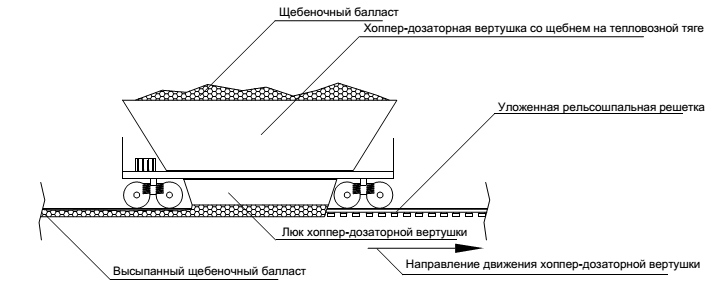 Щебеночный балласт
Хоппер-дозаторная вертушка со щебнем на тепловозной тяге
Уложенная рельсошпальная решетка
Люк хоппер-дозаторной вертушки
Направление движения хоппер-дозаторной вертушки
Высыпанный щебеночный балласт